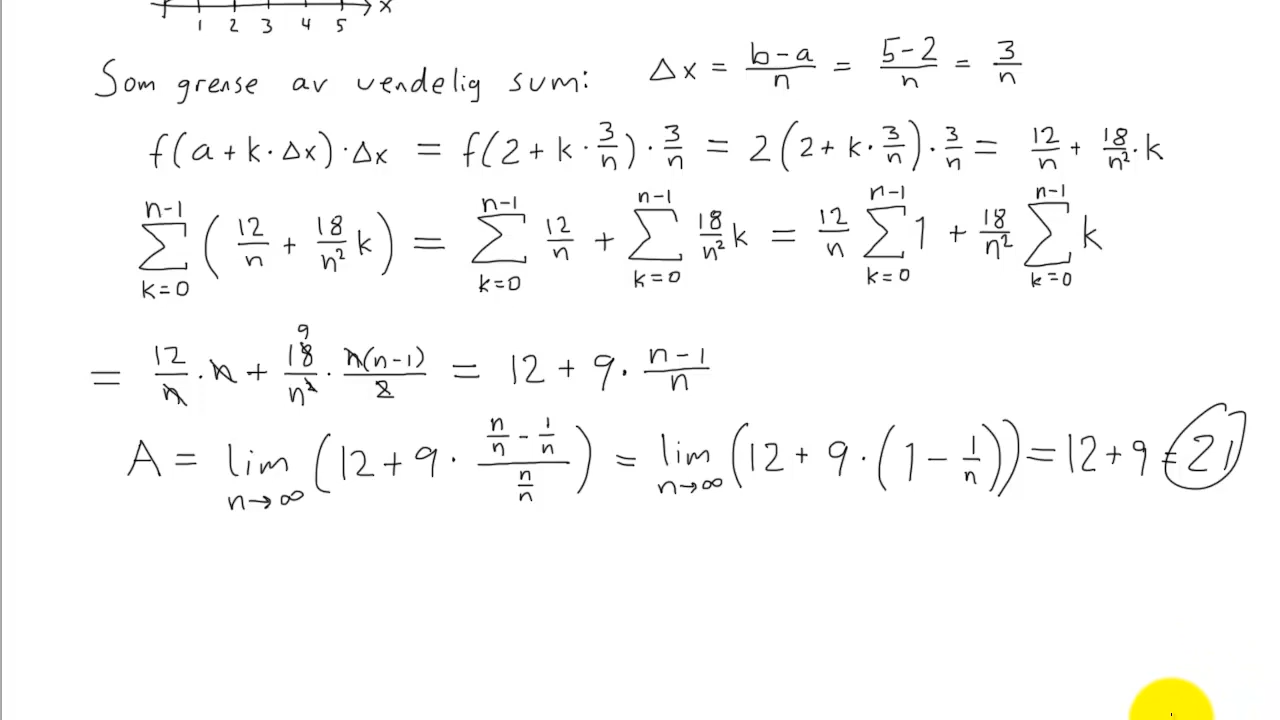 1 2 3 4 5 x
Som grense av uendelig sum: Δx = (b-a)/n = (5-2)/n = 3/n
f(a+k·Δx)·Δx = f(2+k·3/n)·3/n = 2(2+k·3/n)·3/n = 12/n + 18/n²·k
∑_{k=0}^{n-1} (12/n + 18/n² k) = ∑_{k=0}^{n-1} 12/n + ∑_{k=0}^{n-1} 18/n² k = 12/n ∑_{k=0}^{n-1} 1 + 18/n² ∑_{k=0}^{n-1} k
= 12/n · n + 18/n² · n(n-1)/2 = 12 + 9 · (n-1)/n
A = lim_{n→∞} (12+9 · (n/n - 1/n)/(n/n)) = lim_{n→∞} (12+9·(1-1/n)) = 12+9 = 21